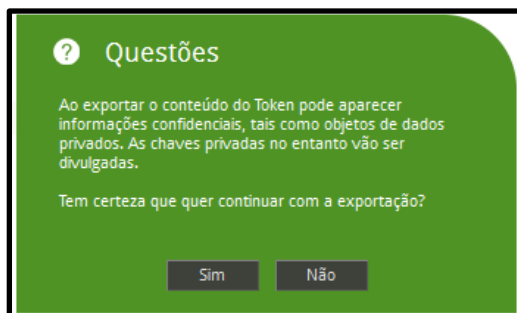 ? Questões
Ao exportar o conteúdo do Token pode aparecer
informações confidenciais, tais como objetos de dados
privados. As chaves privadas no entanto vão ser
divulgadas.
Tem certeza que quer continuar com a exportação?
Sim Não